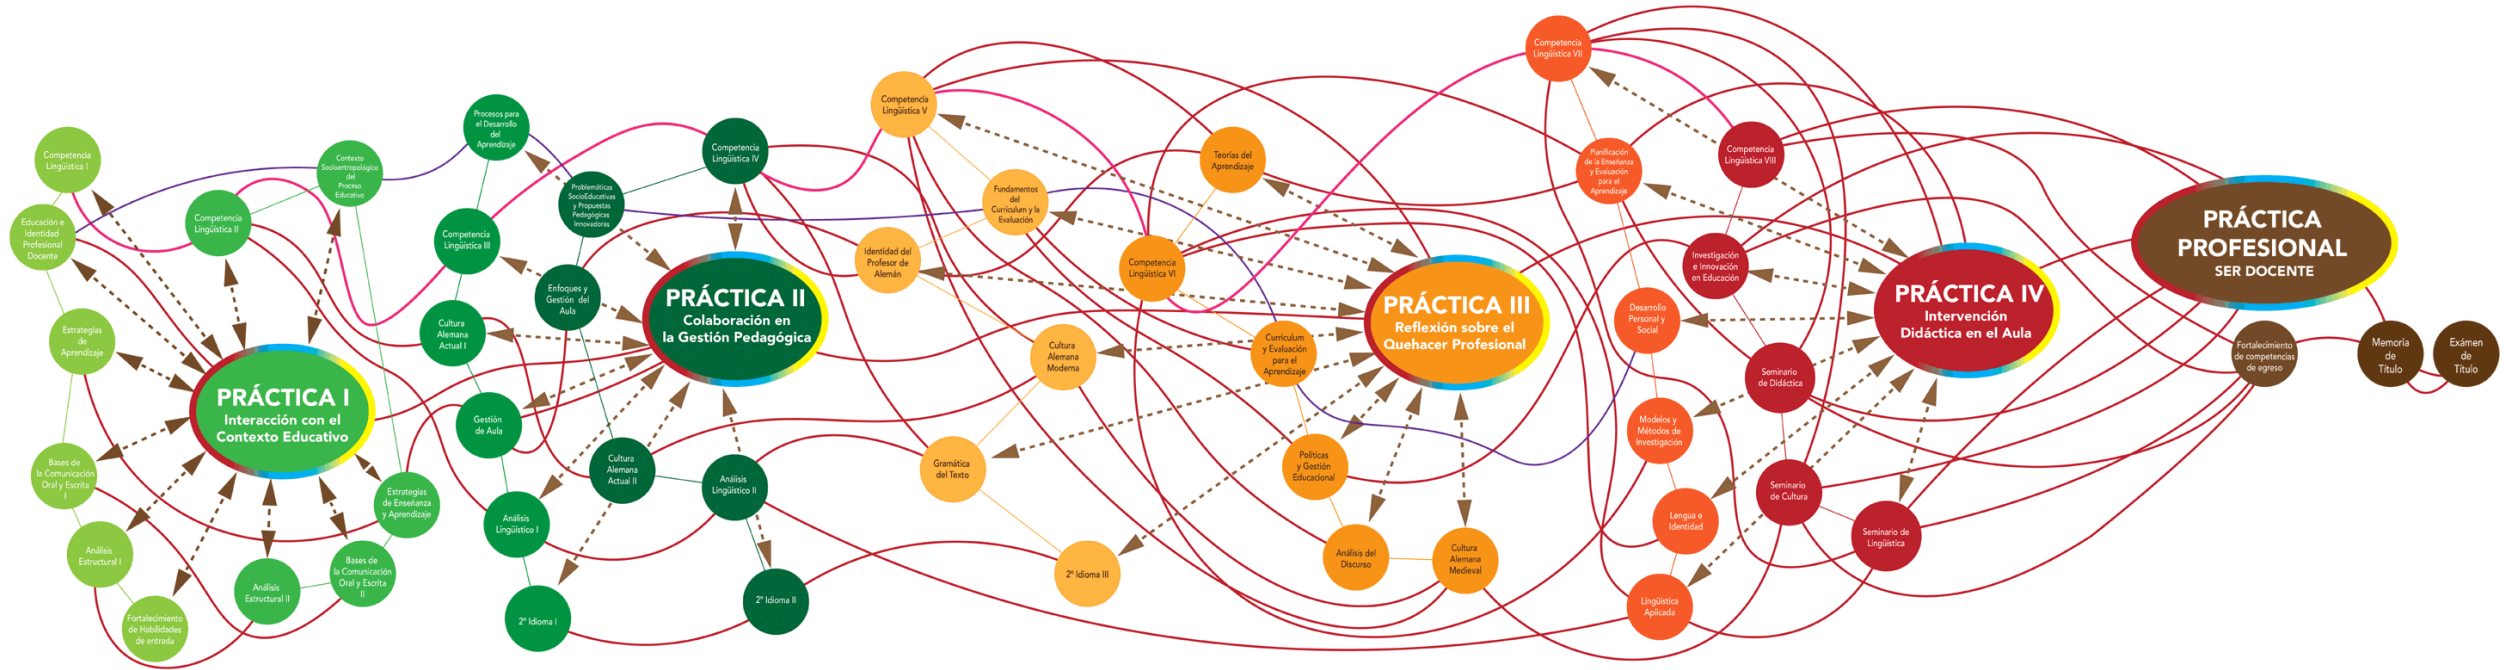 Competencia
Lingüística I
Educación e
Identidad
Profesional
Docente
Estrategias
de
Aprendizaje
Bases de
la Comunicación
Oral y Escrita
I
Análisis
Estructural I
Fortalecimiento
de Habilidades
de entrada
Competencia
Lingüística II
Contexto
Socioantropológico
del
Proceso
Educativo
PRÁCTICA I
Interacción con el
Contexto Educativo
Estrategias
de Enseñanza
y Aprendizaje
Bases de
la Comunicación
Oral y Escrita
II
Análisis
Estructural II
Procesos para
el Desarrollo
del
Aprendizaje
Competencia
Lingüística III
Cultura
Alemana
Actual I
Gestión
de Aula
Análisis
Lingüístico I
2º Idioma I
Competencia
Lingüística IV
Problemáticas
SocioEducativas
y Propuestas
Pedagógicas
Innovadoras
Enfoques y
Gestión del
Aula
PRÁCTICA II
Colaboración en
la Gestión Pedagógica
Cultura
Alemana
Actual II
Análisis
Lingüístico II
2º Idioma II
Competencia
Lingüística V
Fundamentos
del
Currículum y la
Evaluación
Identidad del
Profesor de
Alemán
Cultura
Alemana
Moderna
Gramática
del Texto
2º Idioma III
Teorías del
Aprendizaje
Competencia
Lingüística VI
Currículum
y Evaluación
para el
Aprendizaje
PRÁCTICA III
Reflexión sobre el
Quehacer Profesional
Políticas
y Gestión
Educacional
Análisis del
Discurso
Cultura
Alemana
Medieval
Competencia
Lingüística VII
Planificación
de la Enseñanza
y Evaluación
para el
Aprendizaje
Desarrollo
Personal y
Social
Modelos y
Métodos de
Investigación
Lengua e
Identidad
Lingüística
Aplicada
Competencia
Lingüística VIII
Investigación
e Innovación
en Educación
PRÁCTICA IV
Intervención
Didáctica en el Aula
Seminario
de Didáctica
Seminario
de Cultura
Seminario de
Lingüística
PRÁCTICA
PROFESIONAL
SER DOCENTE
Fortalecimiento
de competencias
de egreso
Memoria
de
Título
Exámen
de
Título